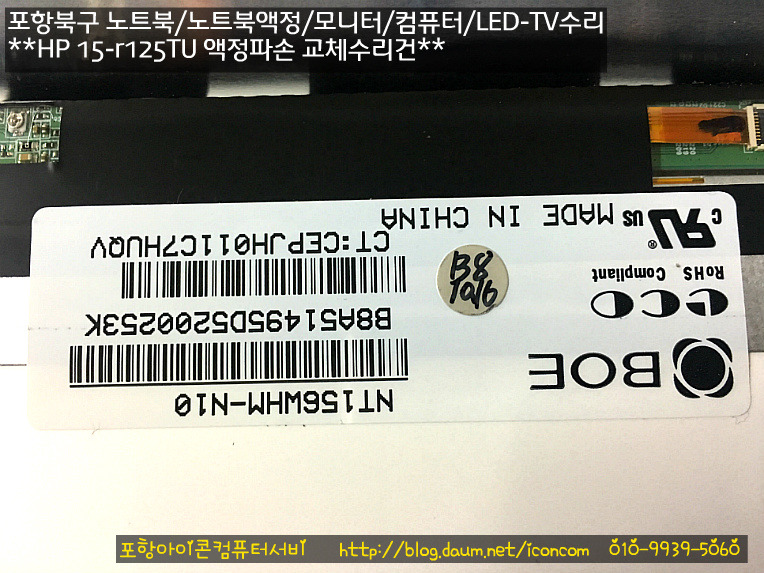 포항북구 노트북/노트북액정/모니터/컴퓨터/LED-TV수리
**HP 15-r125TU 액정파손 교체수리건**
NT156WHM-N10
BOE
B8A51495D5200253K
RoHS Compliant
CT:CEPJH011C7HUQV
c RU us MADE IN CHINA
B8
포항아이콘컴퓨터서비 http://blog.daum.net/iconcom 010-9939-5060